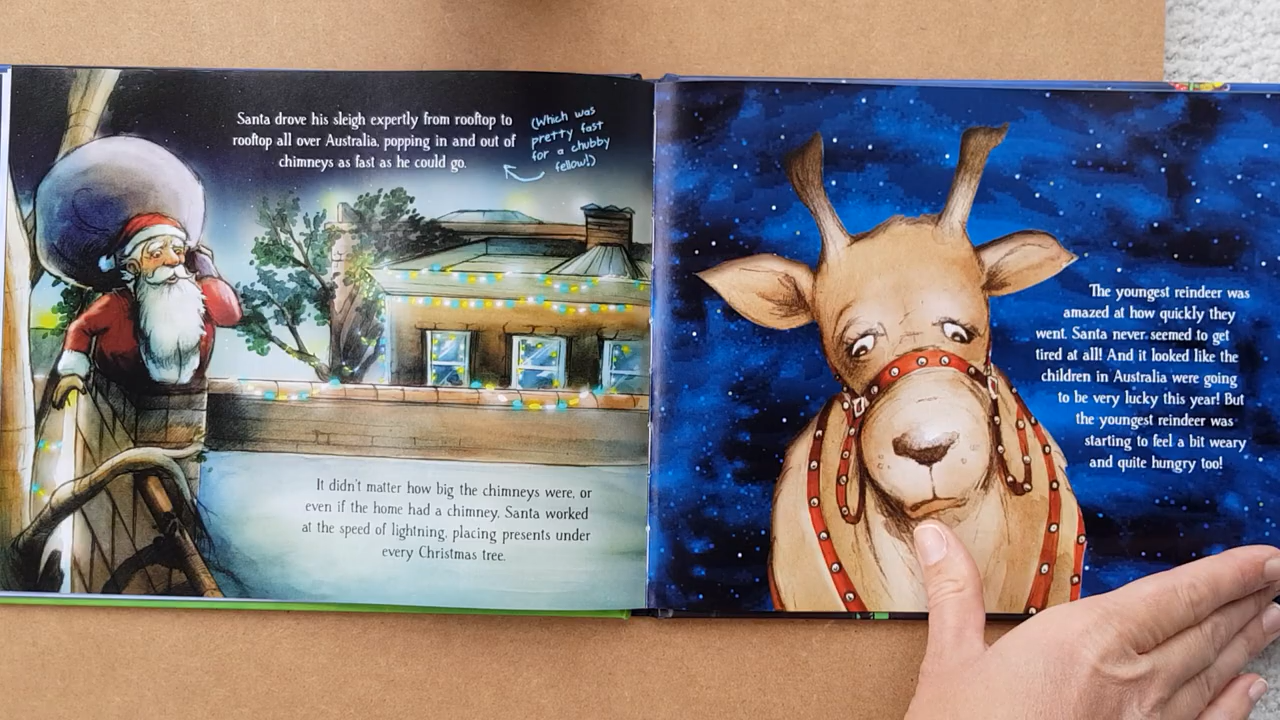 Santa drove his sleigh expertly from rooftop to
rooftop all over Australia, popping in and out of
chimneys as fast as he could go.
(Which was
pretty fast
for a chubby
fellow!)
It didn't matter how big the chimneys were, or
even if the home had a chimney. Santa worked
at the speed of lightning, placing presents under
every Christmas tree.
The youngest reindeer was
amazed at how quickly they
went. Santa never seemed to get
tired at all! And it looked like the
children in Australia were going
to be very lucky this year! But
the youngest reindeer was
starting to feel a bit weary
and quite hungry too!